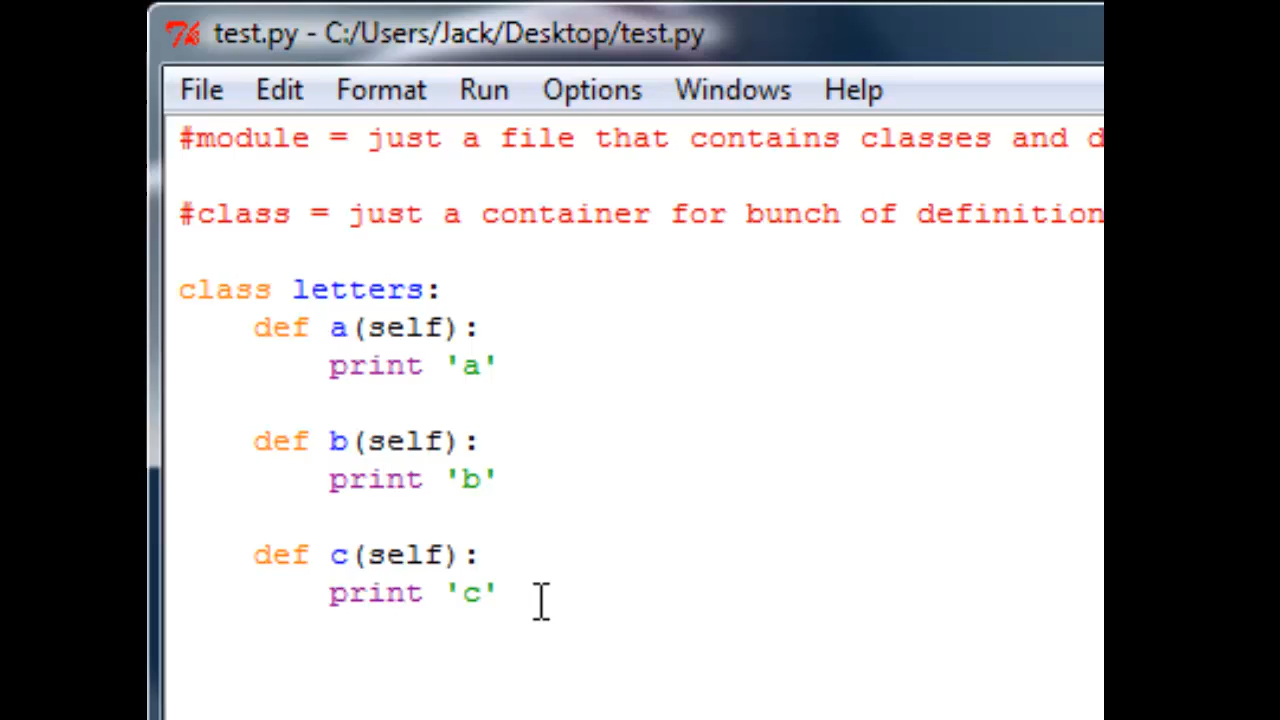 test.py - C:/Users/Jack/Desktop/test.py
File Edit Format Run Options Windows Help
#module = just a file that contains classes and
#class = just a container for bunch of definition
class letters:
    def a(self):
        print 'a'
    def b(self):
        print 'b'
    def c(self):
        print 'c'